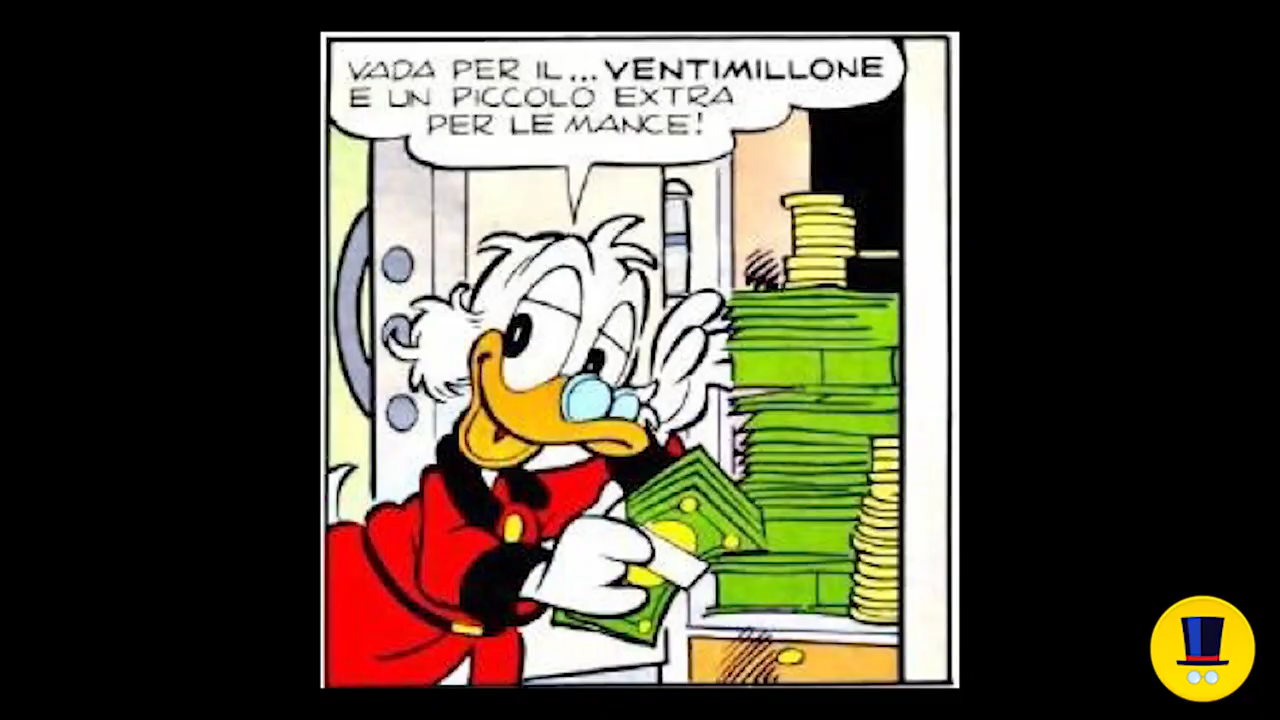 VADA PER IL... VENTIMILLONE
E UN PICCOLO EXTRA
PER LE MANCE!